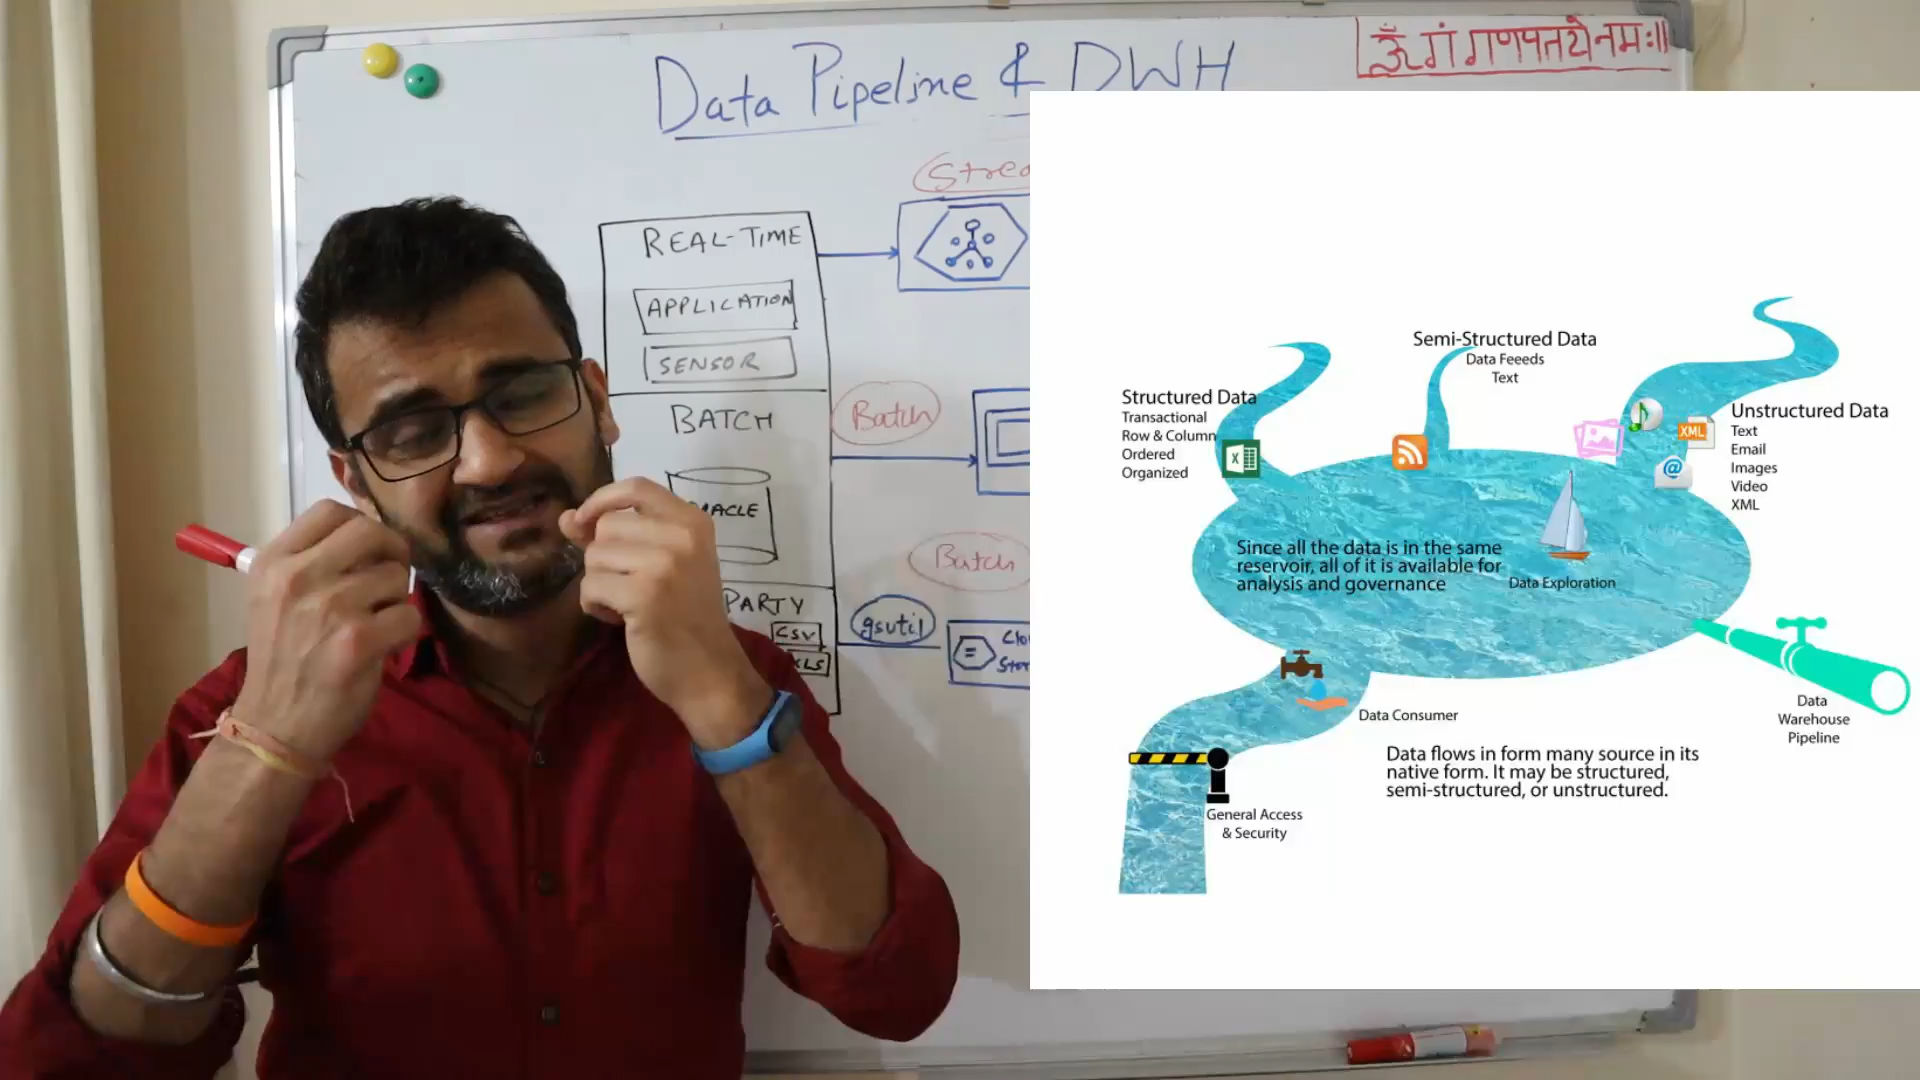 Data Pipeline & DWH
ॐ गं गणपतये नमः॥
REAL-TIME
APPLICATION
SENSOR
BATCH
Batch
Batch
PARTY
CSV
gsutil
Semi-Structured Data
Data Feeeds
Text
Structured Data
Transactional
Row & Column
Ordered
Organized
X
XML
@
Unstructured Data
Text
Email
Images
Video
XML
Since all the data is in the same
reservoir, all of it is available for
analysis and governance
Data Exploration
Data Consumer
Data
Warehouse
Pipeline
Data flows in form many source in its
native form. It may be structured,
semi-structured, or unstructured.
General Access
& Security